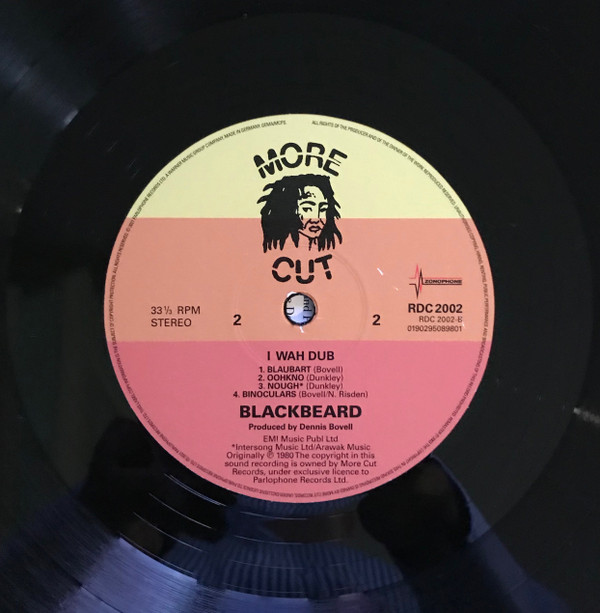 MORE
CUT
ZONOPHONE
33⅓ RPM
STEREO
2
2
RDC 2002
RDC 2002-B
0190295089801
I WAH DUB
1. BLAUBART (Bovell)
2. OOHKNO (Dunkley)
3. NOUGH* (Dunkley)
4. BINOCULARS (Bovell/N. Risden)
BLACKBEARD
Produced by Dennis Bovell
EMI Music Publ Ltd
*Intersong Music Ltd/Arawak Music
Originally ℗ 1980 The copyright in this
sound recording is owned by More Cut
Records, under exclusive licence to
Parlophone Records Ltd.